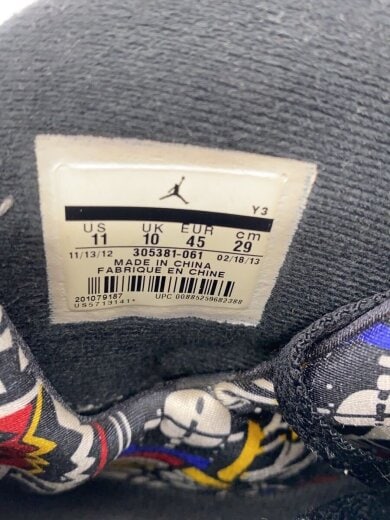 Y3
US UK EUR cm
11 10 45 29
11/13/12 305381-061 02/18/13
MADE IN CHINA
FABRIQUE EN CHINE
201079187
US5713141* UPC 00885259682388